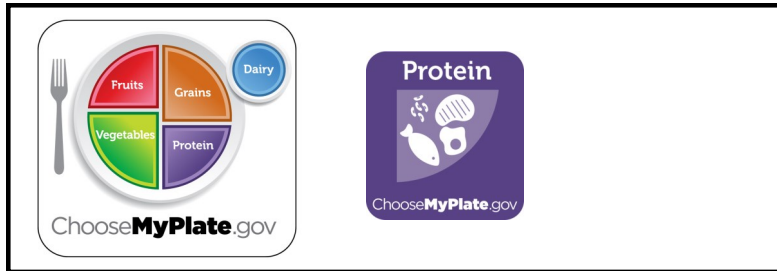 Dairy
Fruits
Grains
Vegetables
Protein
ChooseMyPlate.gov
Protein
ChooseMyPlate.gov